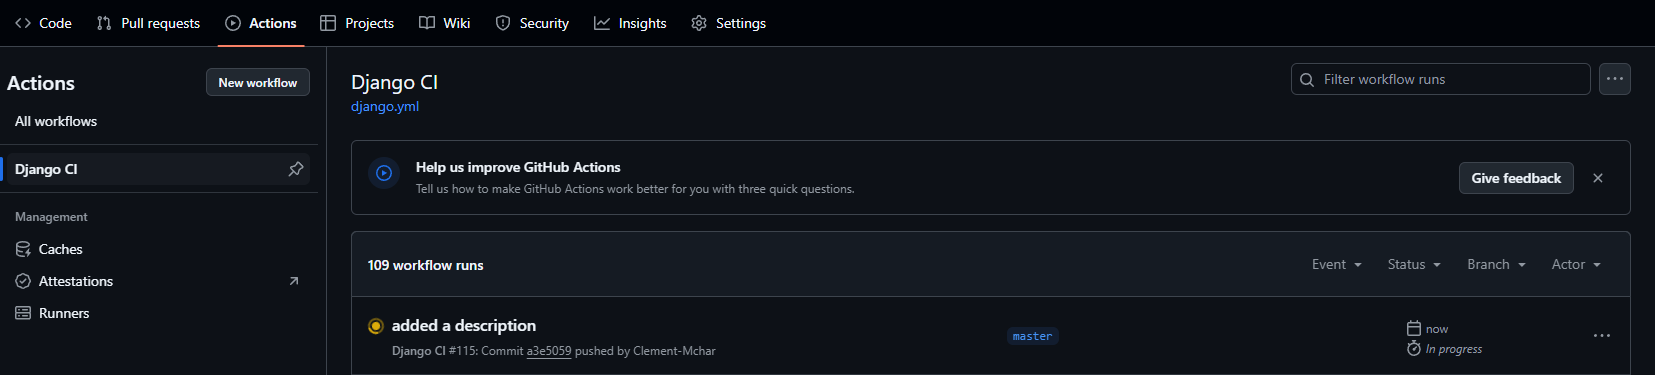 Code Pull requests Actions Projects Wiki Security Insights Settings
Actions
New workflow
All workflows
Django CI
Management
Caches
Attestations
Runners
Django CI
django.yml
Filter workflow runs
Help us improve GitHub Actions
Tell us how to make GitHub Actions work better for you with three quick questions.
Give feedback
109 workflow runs
Event Status Branch Actor
added a description
Django CI #115: Commit a3e5059 pushed by Clement-Mchar
master
now
In progress